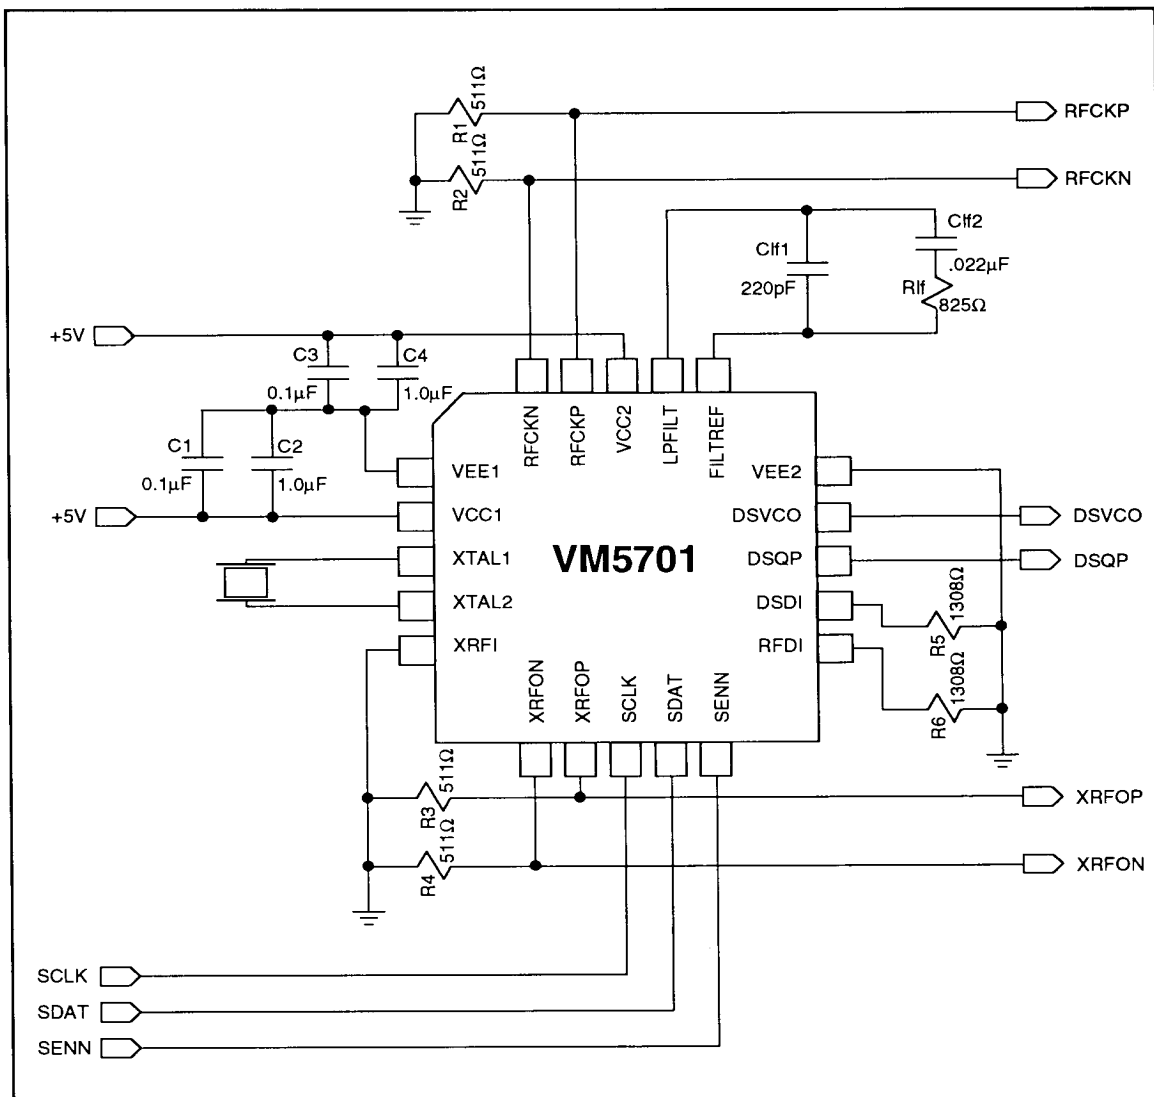 511Ω
R1
RFCKP
511Ω
R2
RFCKN
Clf2
Clf1
.022µF
220pF
Rlf
825Ω
+5V
C3
C4
0.1µF
1.0µF
C1
C2
0.1µF
1.0µF
+5V
RFCKN
RFCKP
VCC2
LPFILT
FILTREF
VEE1
VCC1
XTAL1
XTAL2
XRFI
VM5701
VEE2
DSVCO
DSQP
DSDI
RFDI
DSVCO
DSQP
1308Ω
R5
1308Ω
R6
XRFON
XRFOP
SCLK
SDAT
SENN
511Ω
R3
XRFOP
511Ω
R4
XRFON
SCLK
SDAT
SENN